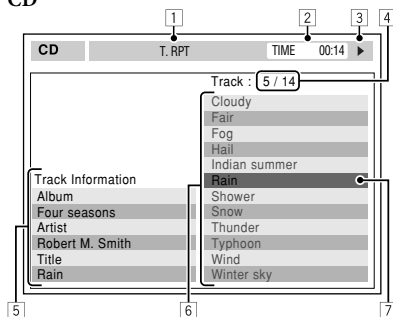 CD
1 2 3 4
CD T. RPT TIME 00:14
Track : 5 / 14
Cloudy
Fair
Fog
Hail
Indian summer
Track Information Rain
Album Shower
Four seasons Snow
Artist Thunder
Robert M. Smith Typhoon
Title Wind
Rain Winter sky
5 6 7